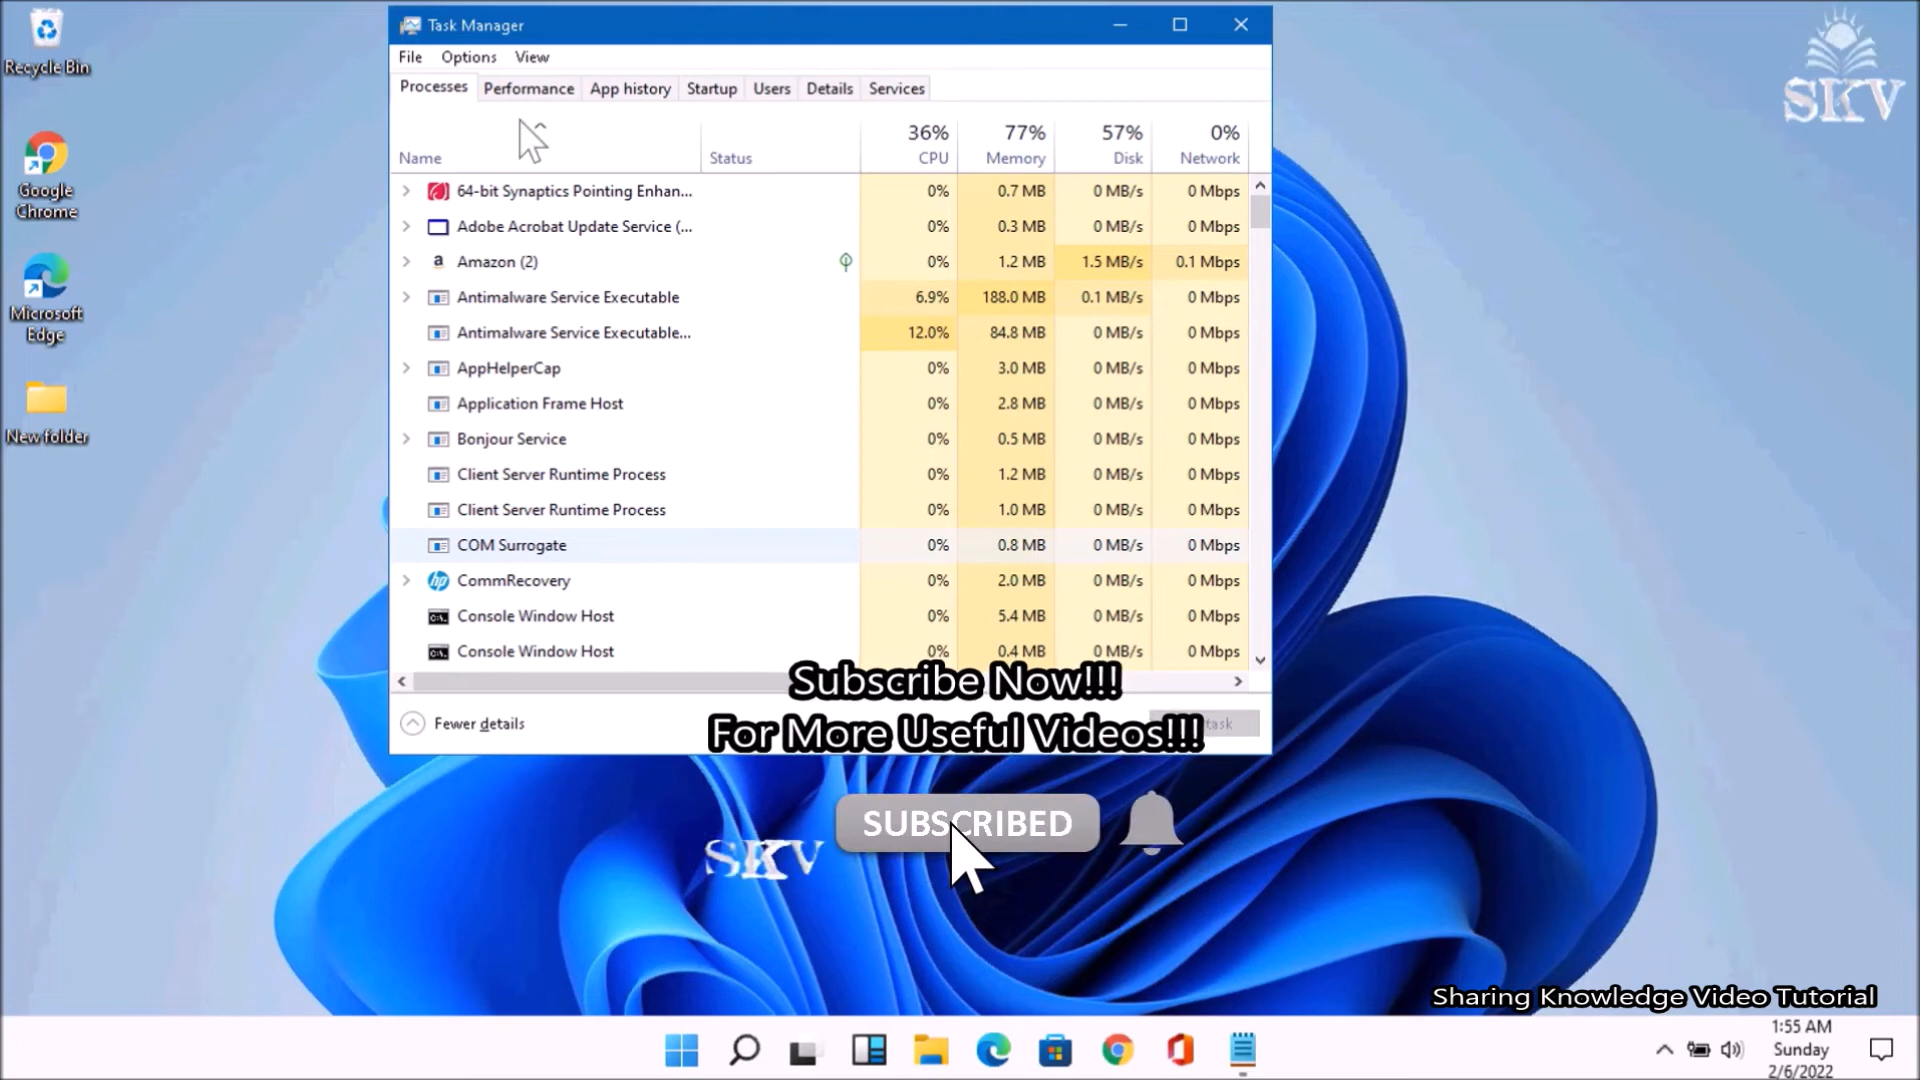 Recycle Bin
Google
Chrome
Microsoft
Edge
New folder
Task Manager
File Options View
Processes Performance App history Startup Users Details Services
36% 77% 57% 0%
Name Status CPU Memory Disk Network
64-bit Synaptics Pointing Enhan... 0% 0.7 MB 0 MB/s 0 Mbps
Adobe Acrobat Update Service (... 0% 0.3 MB 0 MB/s 0 Mbps
a Amazon (2) 0% 1.2 MB 1.5 MB/s 0.1 Mbps
Antimalware Service Executable 6.9% 188.0 MB 0.1 MB/s 0 Mbps
Antimalware Service Executable... 12.0% 84.8 MB 0 MB/s 0 Mbps
AppHelperCap 0% 3.0 MB 0 MB/s 0 Mbps
Application Frame Host 0% 2.8 MB 0 MB/s 0 Mbps
Bonjour Service 0% 0.5 MB 0 MB/s 0 Mbps
Client Server Runtime Process 0% 1.2 MB 0 MB/s 0 Mbps
Client Server Runtime Process 0% 1.0 MB 0 MB/s 0 Mbps
COM Surrogate 0% 0.8 MB 0 MB/s 0 Mbps
hp CommRecovery 0% 2.0 MB 0 MB/s 0 Mbps
Console Window Host 0% 5.4 MB 0 MB/s 0 Mbps
Console Window Host 0% 0.4 MB 0 MB/s 0 Mbps
Fewer details task
Subscribe Now!!!
For More Useful Videos!!!
SUBSCRIBED
SKV
SKV
Sharing Knowledge Video Tutorial
1:55 AM
Sunday
2/6/2022